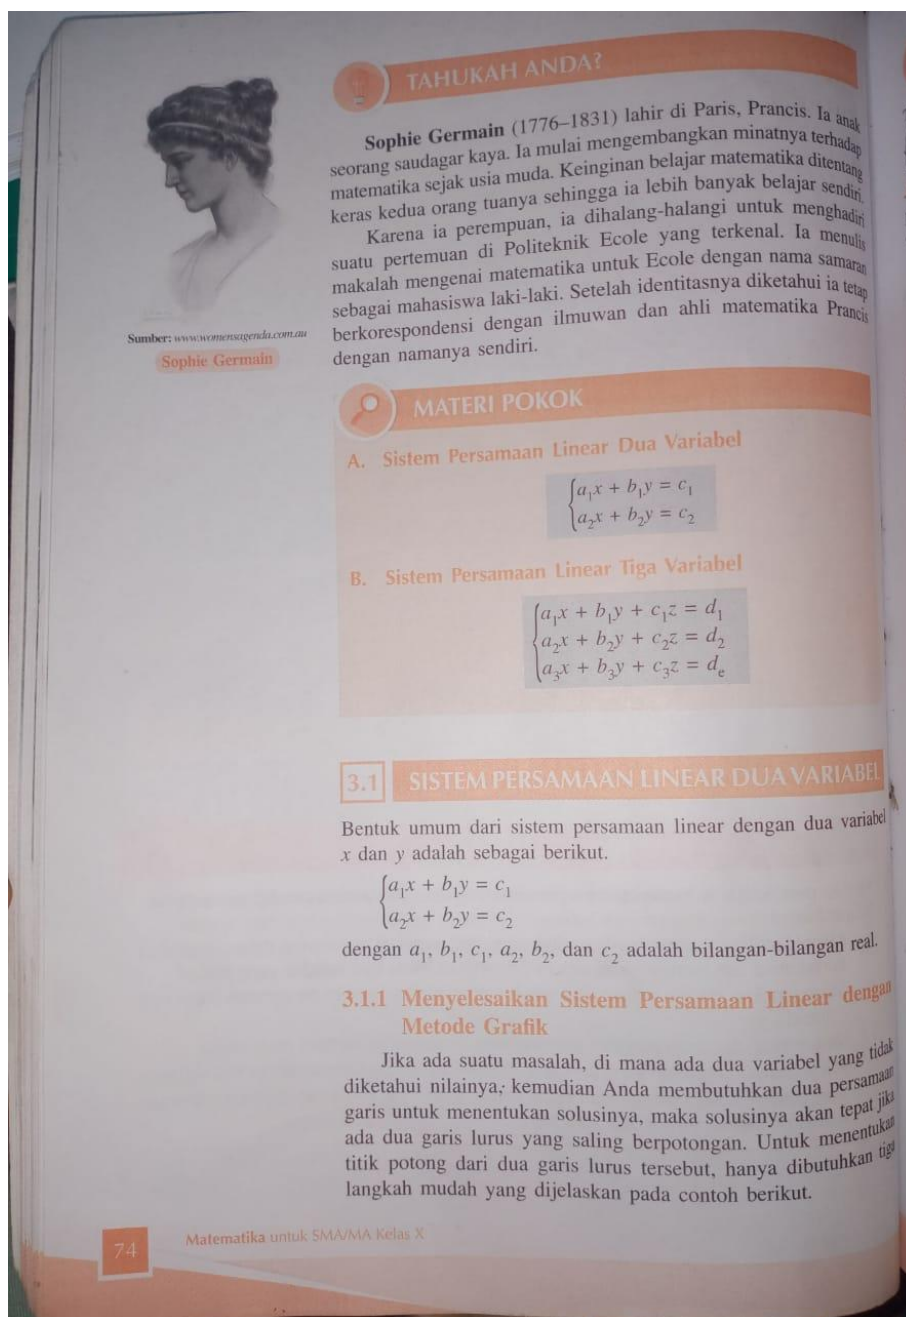 TAHUKAH ANDA?
Sophie Germain (1776–1831) lahir di Paris, Prancis. Ia anak
seorang saudagar kaya. Ia mulai mengembangkan minatnya terhadap
matematika sejak usia muda. Keinginan belajar matematika ditentang
keras kedua orang tuanya sehingga ia lebih banyak belajar sendiri.
Karena ia perempuan, ia dihalang-halangi untuk menghadiri
suatu pertemuan di Politeknik Ecole yang terkenal. Ia menulis
makalah mengenai matematika untuk Ecole dengan nama samaran
sebagai mahasiswa laki-laki. Setelah identitasnya diketahui ia tetap
berkorespondensi dengan ilmuwan dan ahli matematika Prancis
dengan namanya sendiri.
Sumber: www.womensagenda.com.au
Sophie Germain
MATERI POKOK
A. Sistem Persamaan Linear Dua Variabel
a₁x + b₁y = c₁
a₂x + b₂y = c₂
B. Sistem Persamaan Linear Tiga Variabel
a₁x + b₁y + c₁z = d₁
a₂x + b₂y + c₂z = d₂
a₃x + b₃y + c₃z = dₑ
3.1 SISTEM PERSAMAAN LINEAR DUA VARIABEL
Bentuk umum dari sistem persamaan linear dengan dua variabel
x dan y adalah sebagai berikut.
a₁x + b₁y = c₁
a₂x + b₂y = c₂
dengan a₁, b₁, c₁, a₂, b₂, dan c₂ adalah bilangan-bilangan real.
3.1.1 Menyelesaikan Sistem Persamaan Linear dengan
Metode Grafik
Jika ada suatu masalah, di mana ada dua variabel yang tidak
diketahui nilainya, kemudian Anda membutuhkan dua persamaan
garis untuk menentukan solusinya, maka solusinya akan tepat jika
ada dua garis lurus yang saling berpotongan. Untuk menentukan
titik potong dari dua garis lurus tersebut, hanya dibutuhkan tiga
langkah mudah yang dijelaskan pada contoh berikut.
74 Matematika untuk SMA/MA Kelas X